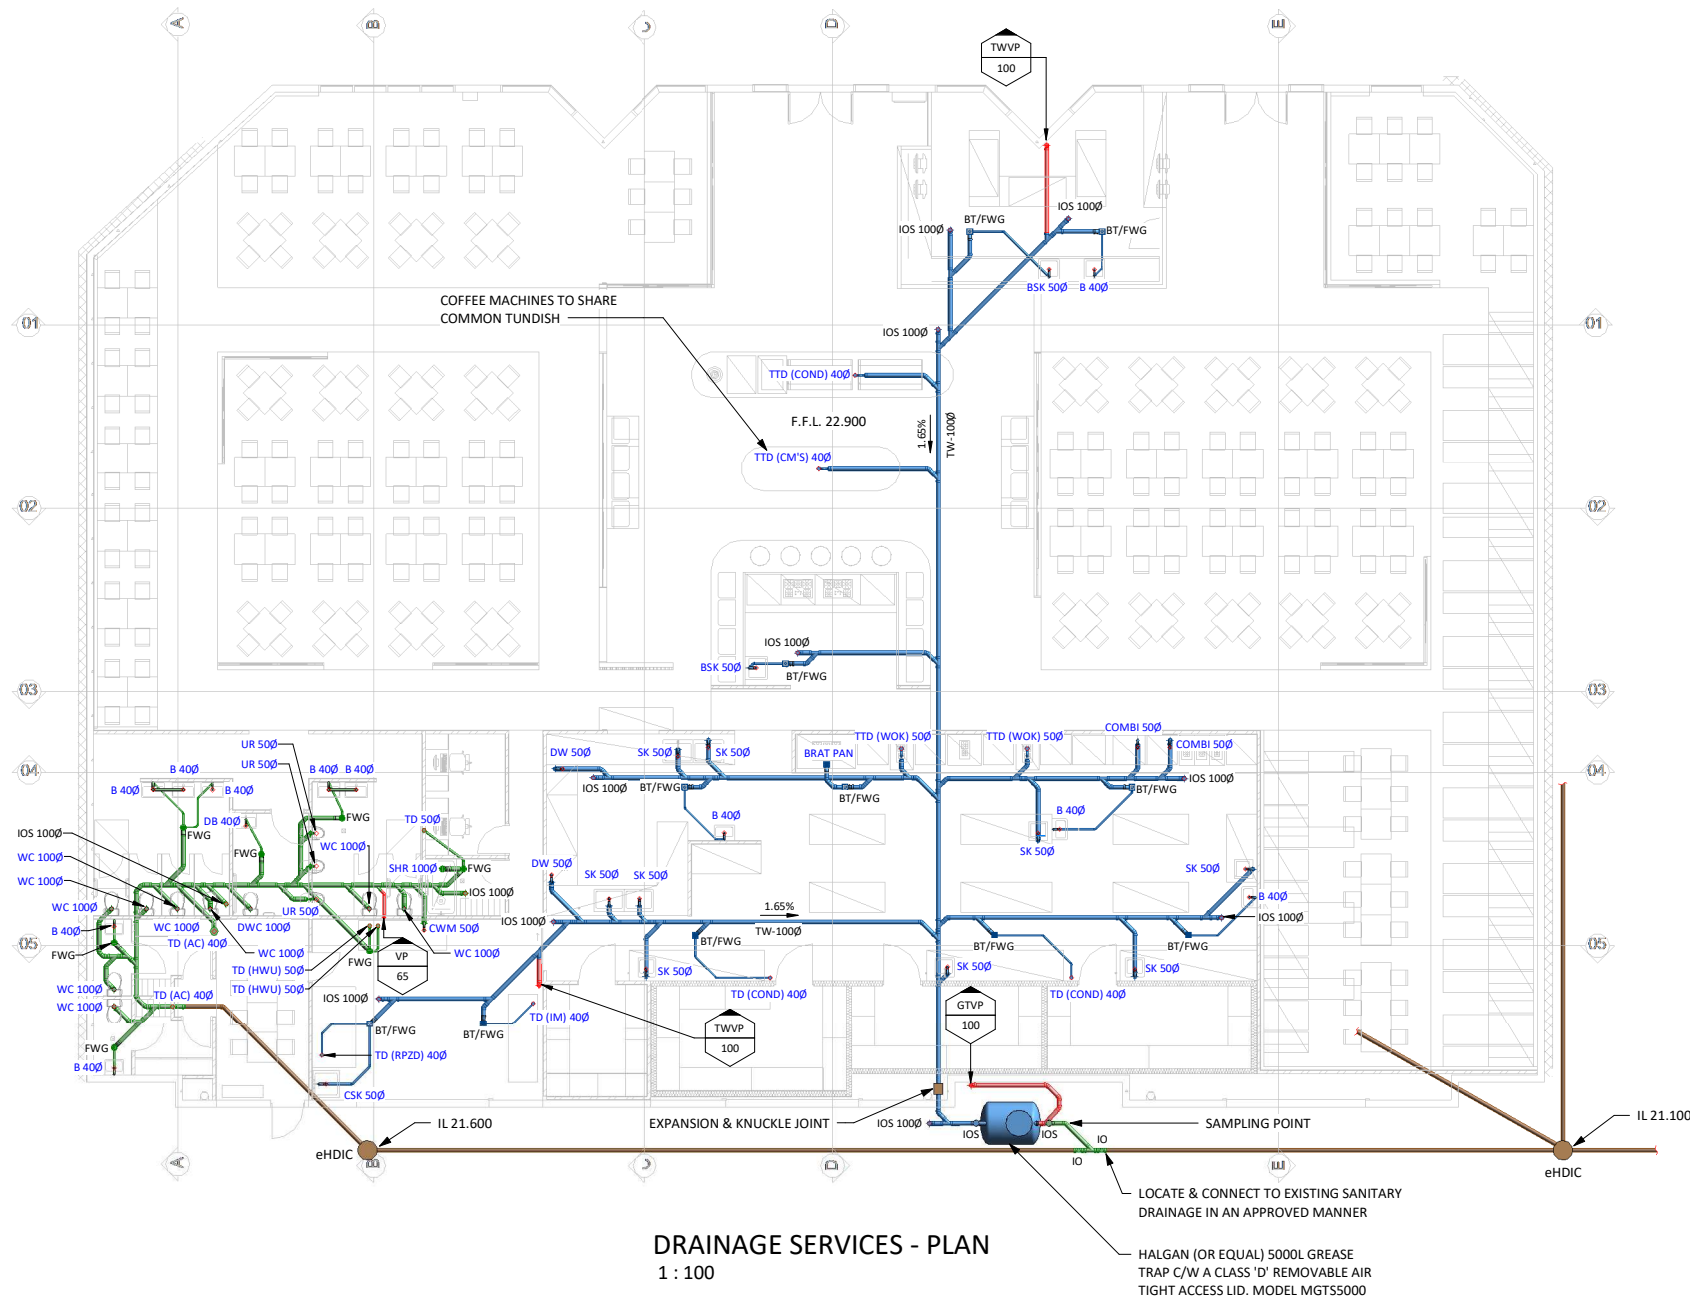 A
B
C
D
E
TWVP
100
IOS 100Ø
BT/FWG
IOS 100Ø
BT/FWG
BSK 50Ø
B 40Ø
COFFEE MACHINES TO SHARE
COMMON TUNDISH
01
IOS 100Ø
01
TTD (COND) 40Ø
F.F.L. 22.900
1.65%
TW-100Ø
TTD (CM'S) 40Ø
02
02
IOS 100Ø
BSK 50Ø
BT/FWG
03
03
UR 50Ø
UR 50Ø
DW 50Ø
SK 50Ø
SK 50Ø
BRAT PAN
TTD (WOK) 50Ø
TTD (WOK) 50Ø
COMBI 50Ø
COMBI 50Ø
04
B 40Ø
B 40Ø
B 40Ø
B 40Ø
B 40Ø
IOS 100Ø
BT/FWG
BT/FWG
BT/FWG
IOS 100Ø
04
DB 40Ø
FWG
FWG
TD 50Ø
B 40Ø
B 40Ø
IOS 100Ø
WC 100Ø
WC 100Ø
FWG
WC 100Ø
SHR 100Ø
FWG
IOS 100Ø
SK 50Ø
DW 50Ø
SK 50Ø
SK 50Ø
SK 50Ø
B 40Ø
WC 100Ø
UR 50Ø
WC 100Ø
DWC 100Ø
CWM 50Ø
IOS 100Ø
1.65%
TW-100Ø
IOS 100Ø
B 40Ø
TD (AC) 40Ø
WC 100Ø
WC 100Ø
05
FWG
FWG
VP
65
BT/FWG
BT/FWG
BT/FWG
05
TD (HWU) 50Ø
TD (HWU) 50Ø
SK 50Ø
SK 50Ø
SK 50Ø
WC 100Ø
TD (AC) 40Ø
WC 100Ø
IOS 100Ø
TD (COND) 40Ø
TD (COND) 40Ø
GTVP
100
TD (IM) 40Ø
BT/FWG
BT/FWG
TWVP
100
FWG
TD (RPZD) 40Ø
B 40Ø
CSK 50Ø
IL 21.600
EXPANSION & KNUCKLE JOINT
IOS 100Ø
IOS
IOS
SAMPLING POINT
IL 21.100
eHDIC
IO
IO
eHDIC
A
B
C
D
E
LOCATE & CONNECT TO EXISTING SANITARY
DRAINAGE IN AN APPROVED MANNER
DRAINAGE SERVICES - PLAN
1 : 100
HALGAN (OR EQUAL) 5000L GREASE
TRAP C/W A CLASS 'D' REMOVABLE AIR
TIGHT ACCESS LID. MODEL MGTS5000